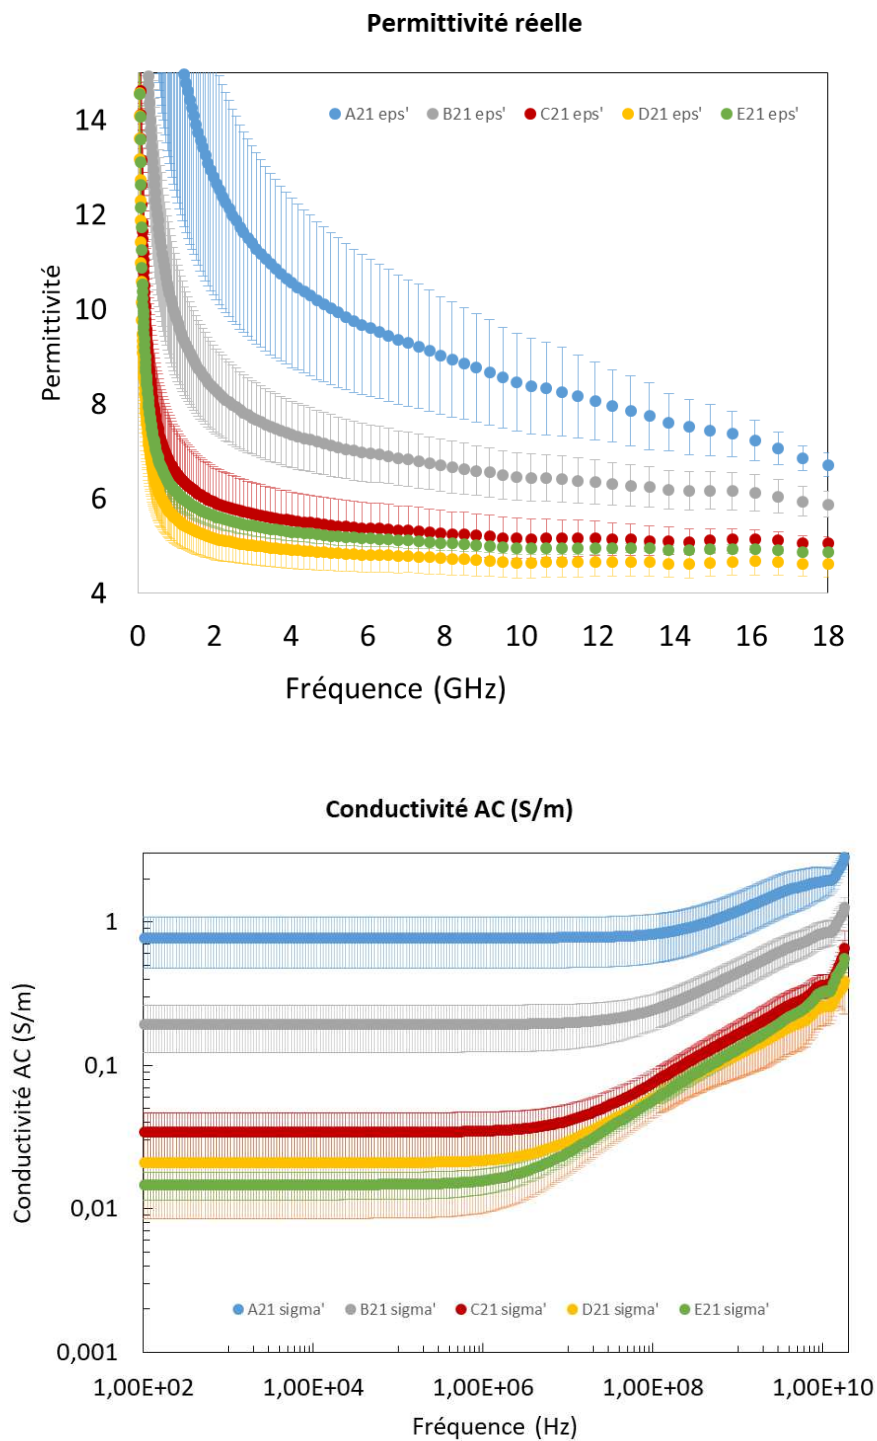 Permittivité réelle
A21 eps' B21 eps' C21 eps' D21 eps' E21 eps'
14
12
10
8
6
4
Permittivité
0 2 4 6 8 10 12 14 16 18
Fréquence (GHz)
Conductivité AC (S/m)
1
0,1
0,01
0,001
Conductivité AC (S/m)
A21 sigma' B21 sigma' C21 sigma' D21 sigma' E21 sigma'
1,00E+02 1,00E+04 1,00E+06 1,00E+08 1,00E+10
Fréquence (Hz)